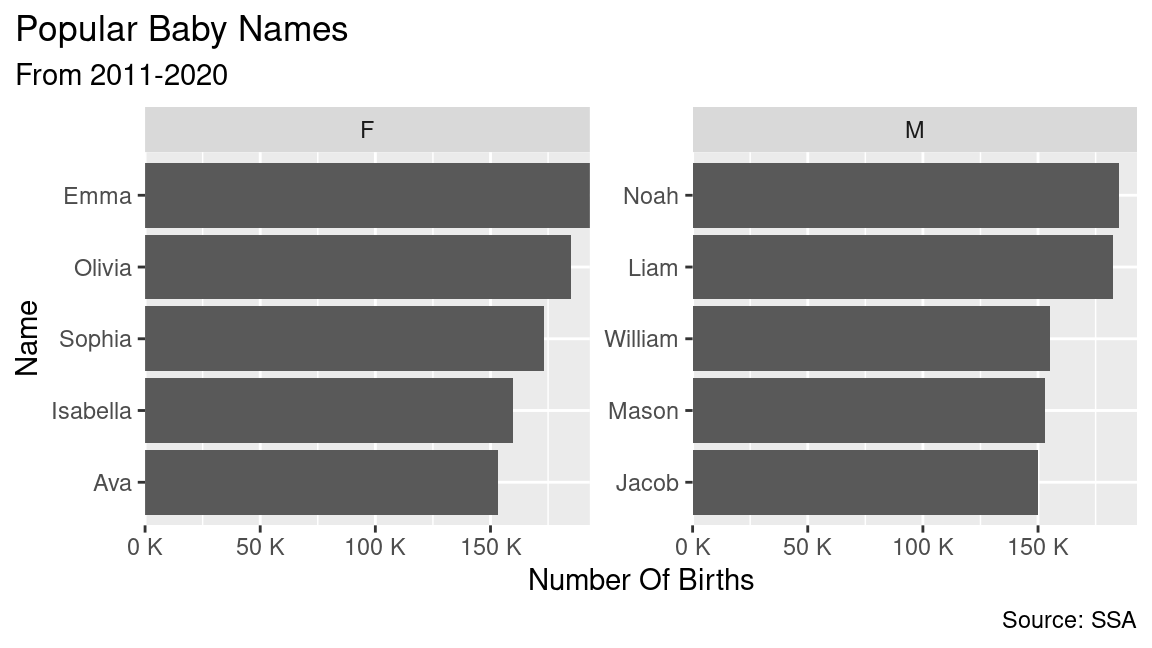 Popular Baby Names
From 2011-2020
F
M
Name
Emma
Olivia
Sophia
Isabella
Ava
Noah
Liam
William
Mason
Jacob
0 K 50 K 100 K 150 K
0 K 50 K 100 K 150 K
Number Of Births
Source: SSA